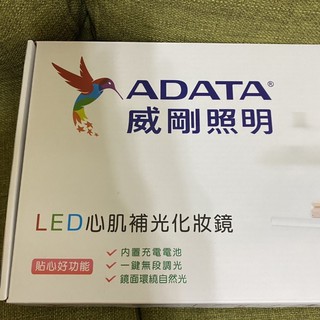 ADATA®
威剛照明
LED心肌補光化妝鏡
貼心好功能
✓內置充電電池
✓一鍵無段調光
✓鏡面環繞自然光